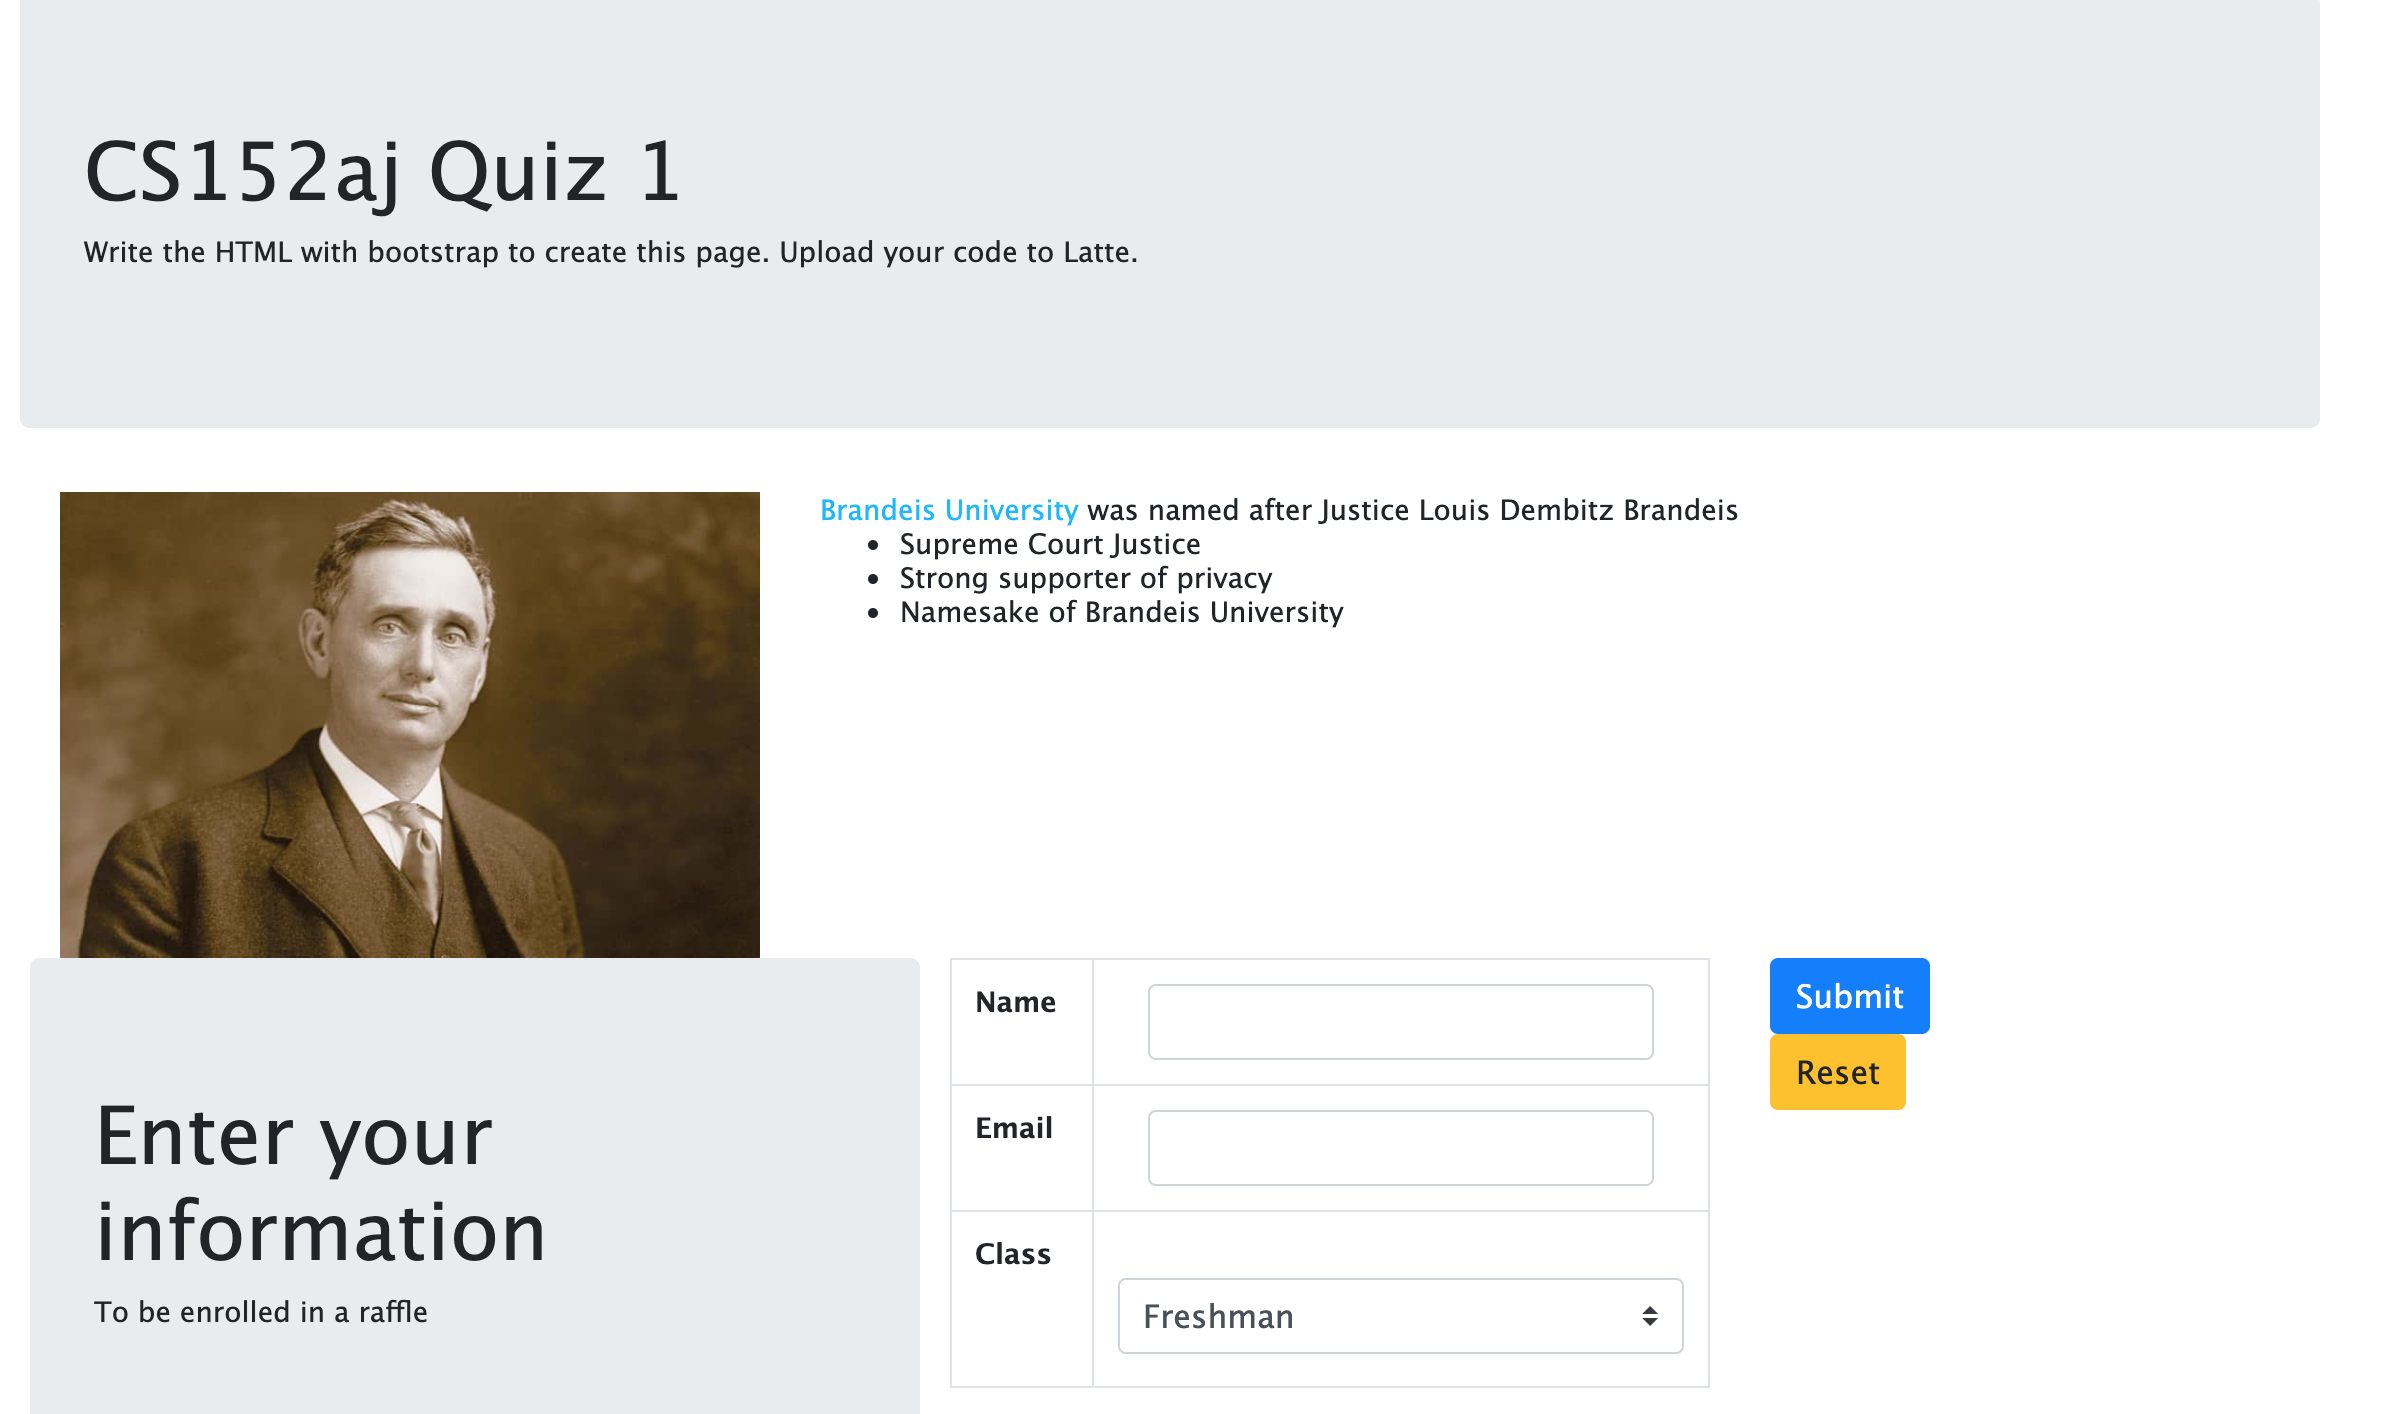 CS152aj Quiz 1
Write the HTML with bootstrap to create this page. Upload your code to Latte.
Brandeis University was named after Justice Louis Dembitz Brandeis
• Supreme Court Justice
• Strong supporter of privacy
• Namesake of Brandeis University
Enter your
information
To be enrolled in a raffle
Name
Email
Class
Freshman
Submit
Reset